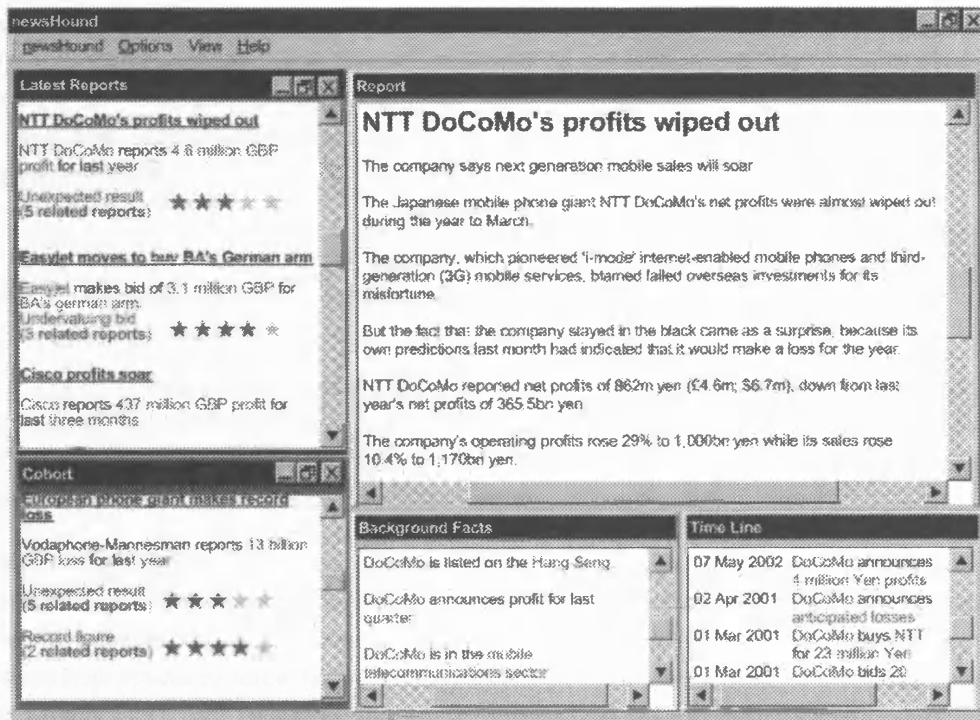 newsHound
newsHound Options View Help
Latest Reports
NTT DoCoMo's profits wiped out
NTT DoCoMo reports 4.6 million GBP
profit for last year
Unexpected result
(5 related reports)
EasyJet moves to buy BA's German arm
EasyJet makes bid of 3.1 million GBP for
BA's german arm.
Undervaluing bid
(3 related reports)
Cisco profits soar
Cisco reports 437 million GBP profit for
last three months
Cohort
European phone grant makes record
loss
Vodaphone-Mannesman reports 13 billion
GBP loss for last year
Unexpected result
(5 related reports)
Record figure
(2 related reports)
Report
NTT DoCoMo's profits wiped out
The company says next generation mobile sales will soar
The Japanese mobile phone giant NTT DoCoMo's net profits were almost wiped out
during the year to March.
The company, which pioneered 'i-mode' internet-enabled mobile phones and third-
generation (3G) mobile services, blamed failed overseas investments for its
misfortune.
But the fact that the company stayed in the black came as a surprise, because its
own predictions last month had indicated that it would make a loss for the year.
NTT DoCoMo reported net profits of 862m yen (£4.6m; $6.7m), down from last
year's net profits of 365.5bn yen
The company's operating profits rose 29% to 1,000bn yen while its sales rose
10.4% to 1,170bn yen.
Background Facts
DoCoMo is listed on the Hang Seng.
DoCoMo announces profit for last
quarter
DoCoMo is in the mobile
telecommunications sector
Time Line
07 May 2002 DoCoMo announces
4 million Yen profits
02 Apr 2001 DoCoMo announces
anticipated losses
01 Mar 2001 DoCoMo buys NTT
for 23 million Yen
01 Mar 2001 DoCoMo bids 20